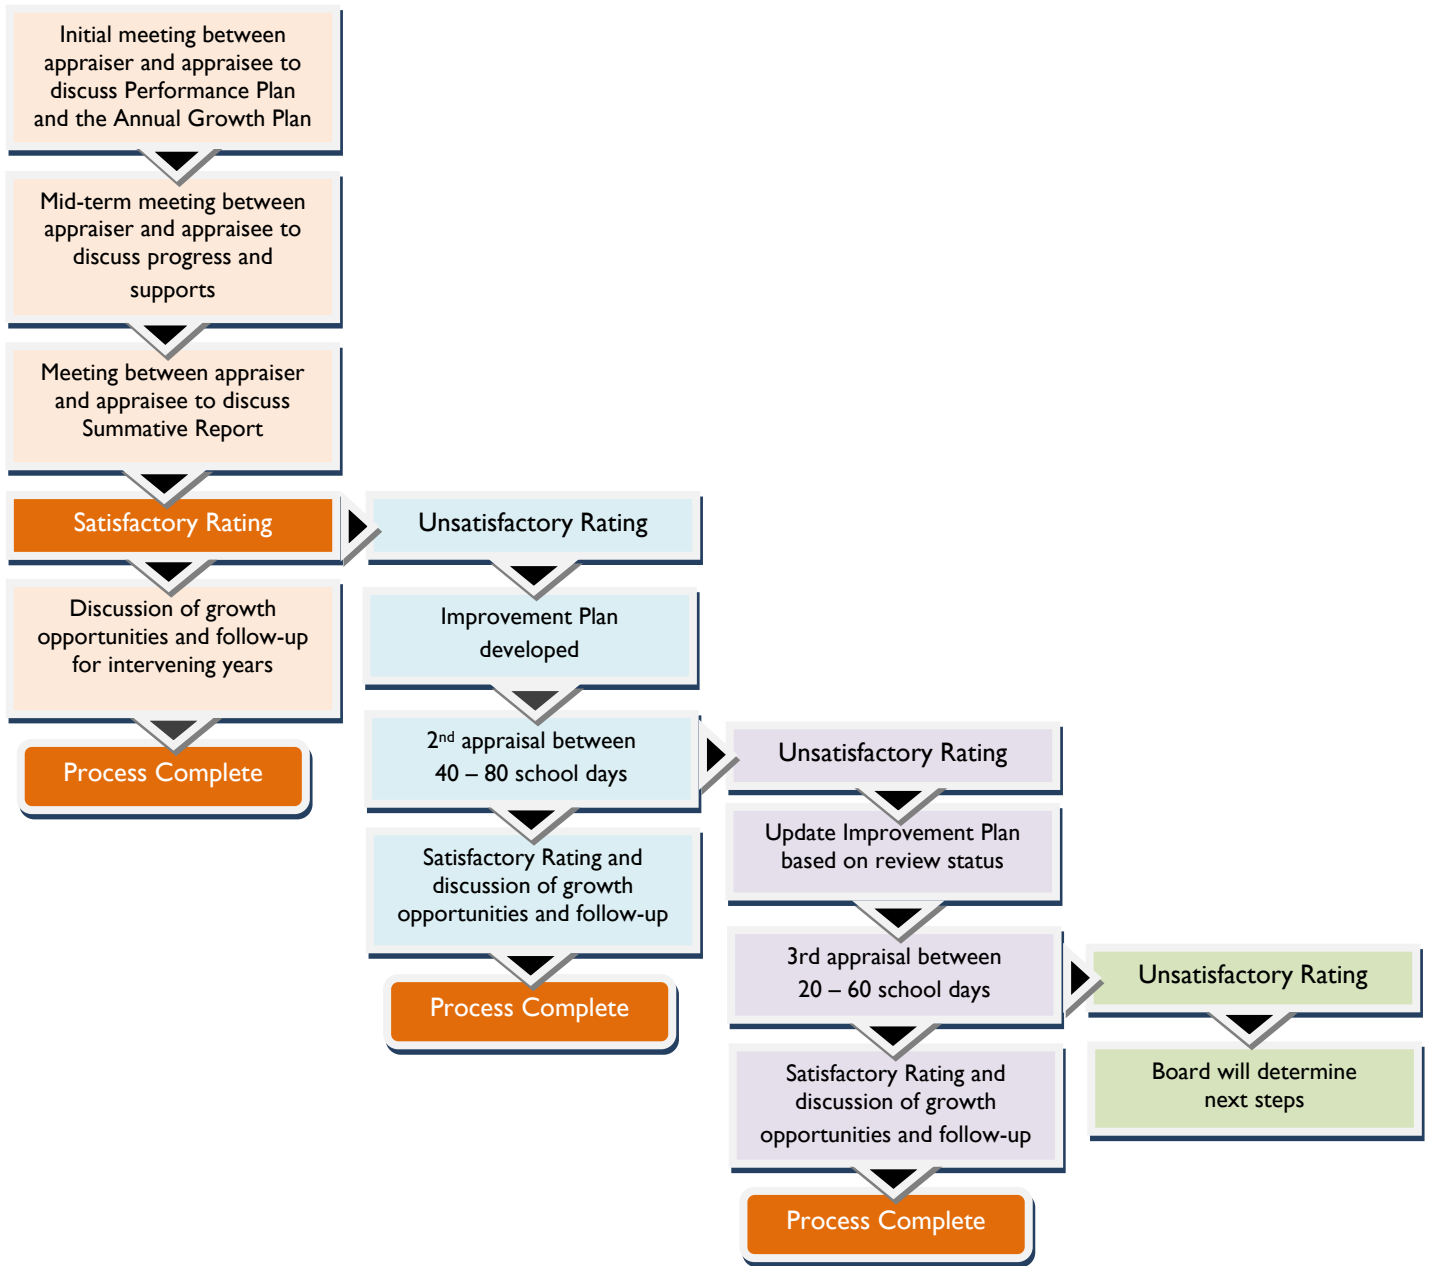 Initial meeting between
appraiser and appraisee to
discuss Performance Plan
and the Annual Growth Plan
Mid-term meeting between
appraiser and appraisee to
discuss progress and
supports
Meeting between appraiser
and appraisee to discuss
Summative Report
Satisfactory Rating
Discussion of growth
opportunities and follow-up
for intervening years
Process Complete
Unsatisfactory Rating
Improvement Plan
developed
2nd appraisal between
40 – 80 school days
Satisfactory Rating and
discussion of growth
opportunities and follow-up
Process Complete
Unsatisfactory Rating
Update Improvement Plan
based on review status
3rd appraisal between
20 – 60 school days
Satisfactory Rating and
discussion of growth
opportunities and follow-up
Process Complete
Unsatisfactory Rating
Board will determine
next steps